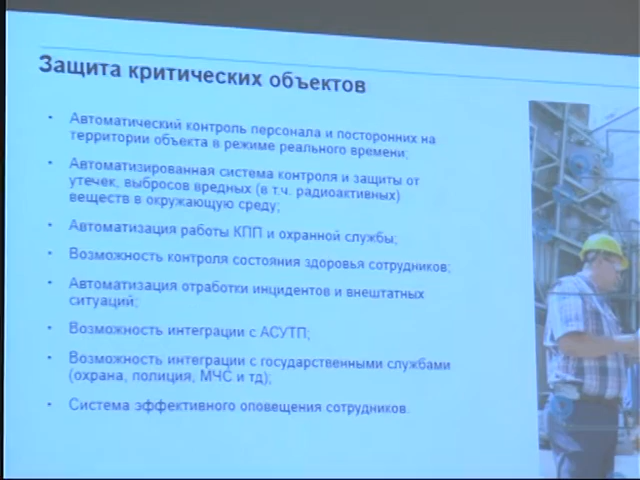 Защита критических объектов
• Автоматический контроль персонала и посторонних на
территории объекта в режиме реального времени;
• Автоматизированная система контроля и защиты от
утечек, выбросов вредных (в т.ч. радиоактивных)
веществ в окружающую среду;
• Автоматизация работы КПП и охранной службы;
• Возможность контроля состояния здоровья сотрудников;
• Автоматизация отработки инцидентов и внештатных
ситуаций;
• Возможность интеграции с АСУТП;
• Возможность интеграции с государственными службами
(охрана, полиция, МЧС и тд);
• Система эффективного оповещения сотрудников.